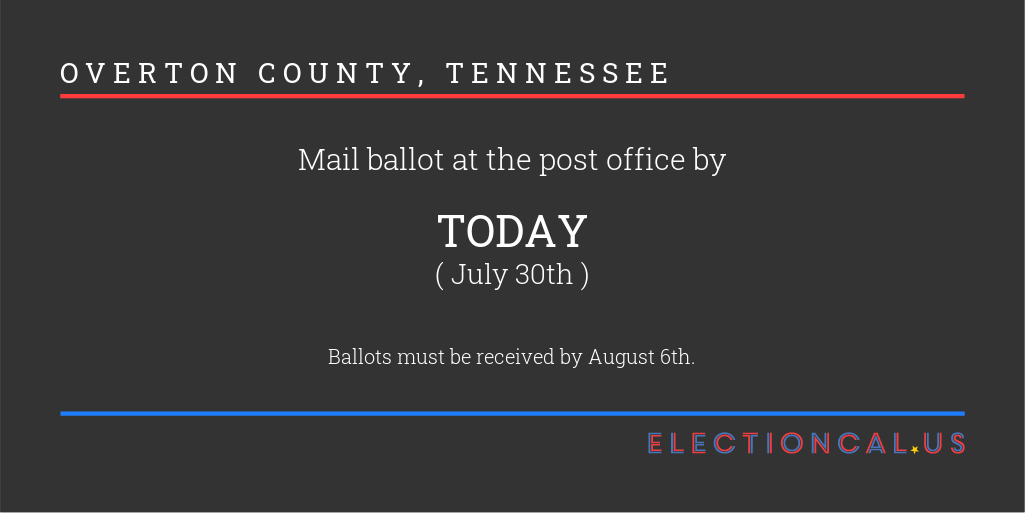 OVERTON COUNTY, TENNESSEE
Mail ballot at the post office by
TODAY
( July 30th )
Ballots must be received by August 6th.
ELECTIONCAL.US